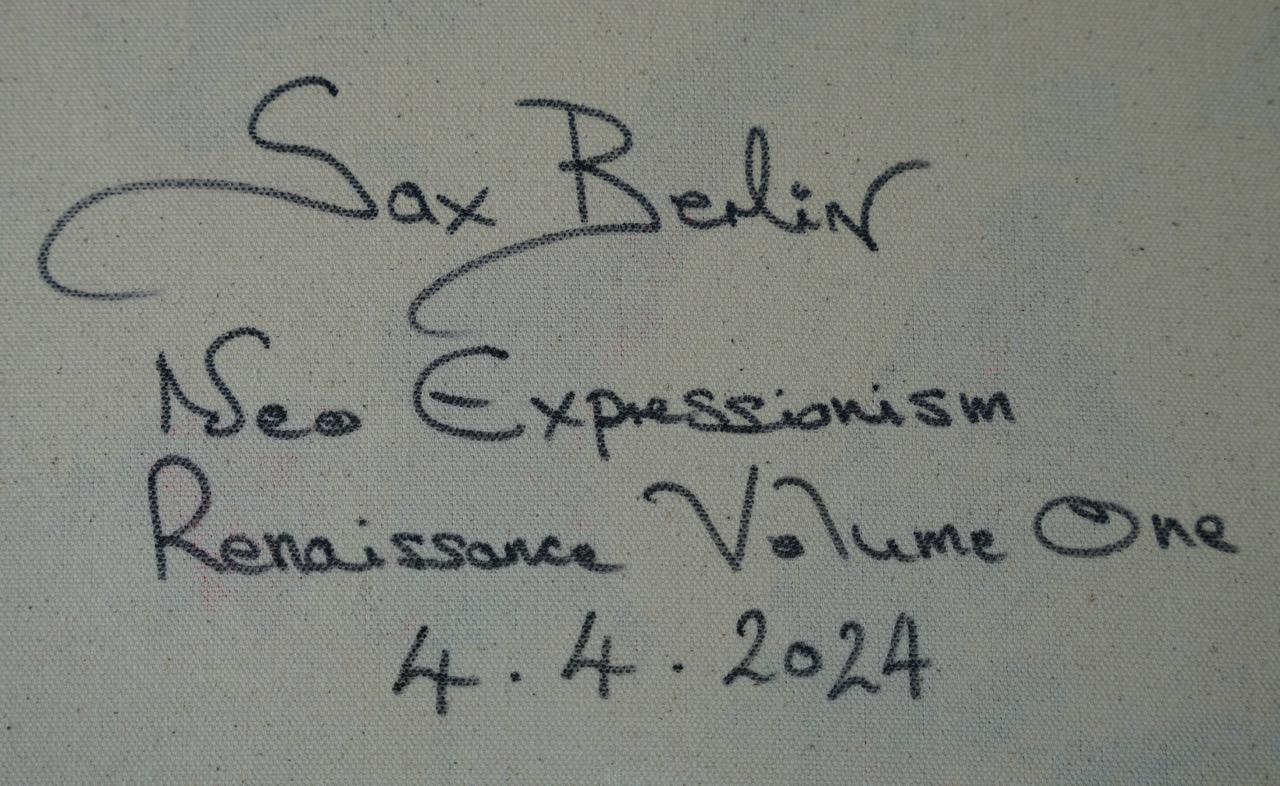 Sax Berlin
Neo Expressionism
Renaissance Volume One
4.4.2024